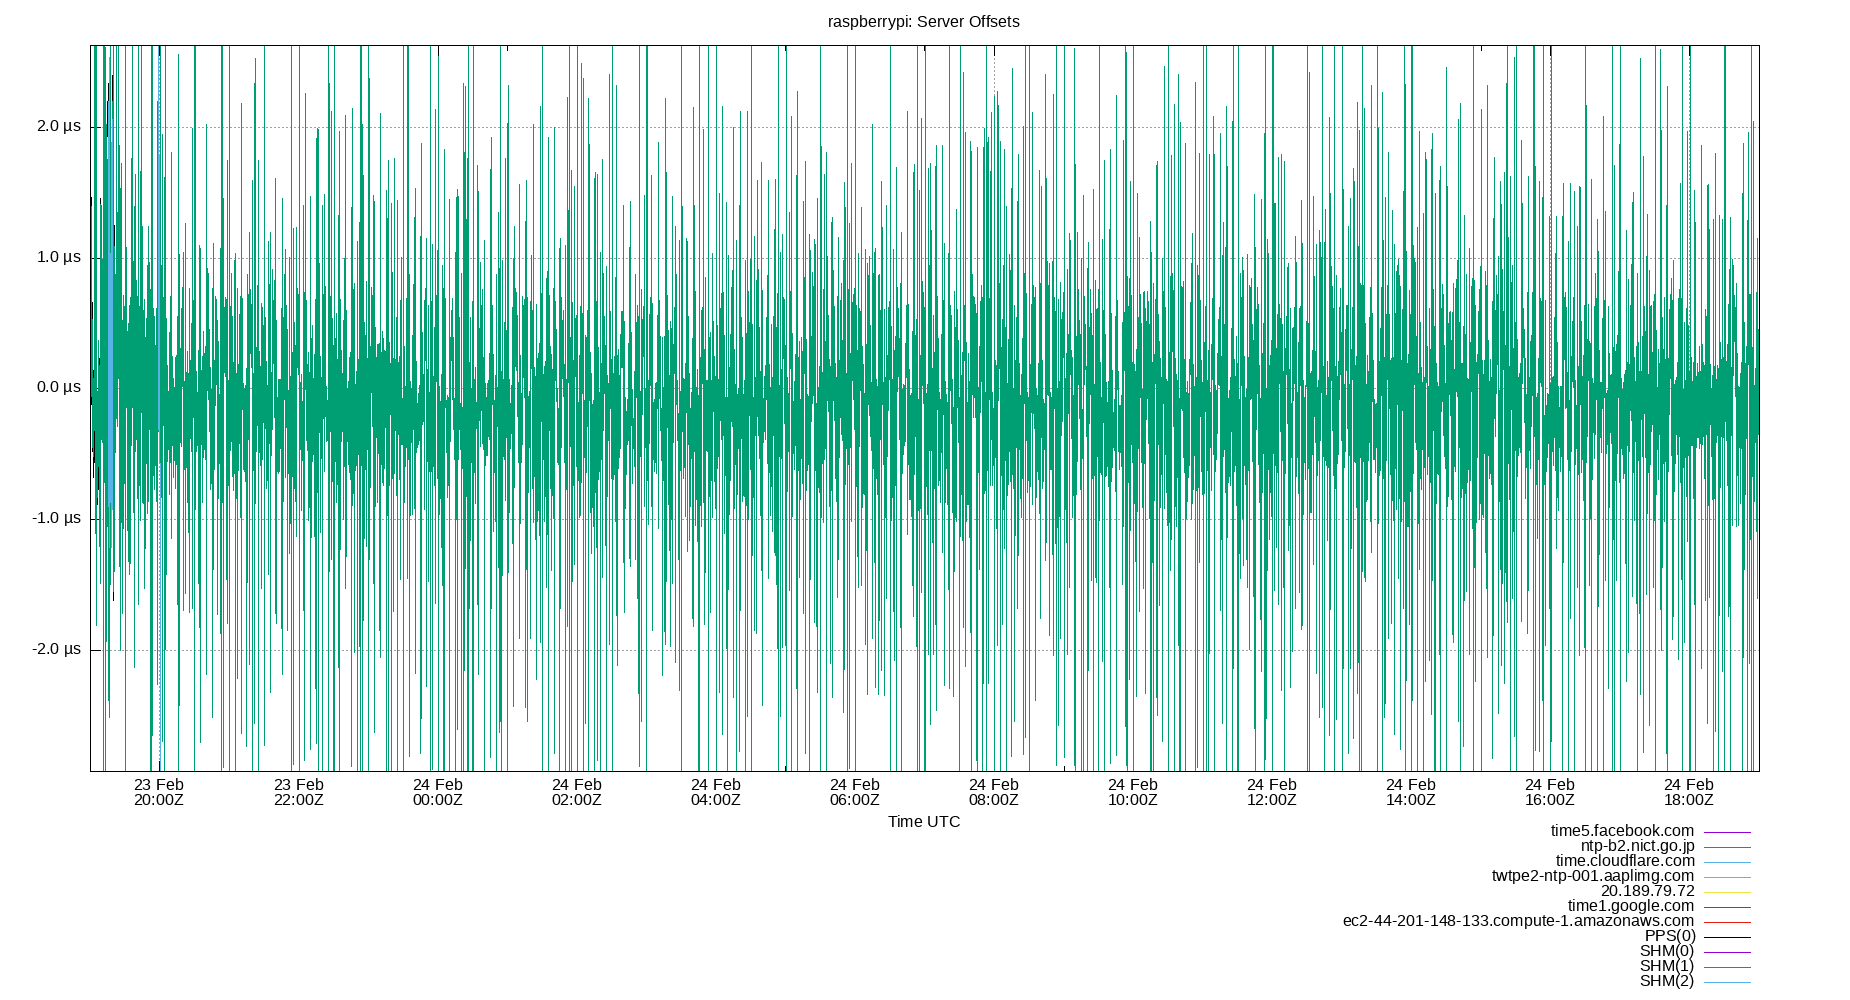 raspberrypi: Server Offsets
2.0 µs
1.0 µs
0.0 µs
-1.0 µs
-2.0 µs
23 Feb 23 Feb 24 Feb 24 Feb 24 Feb 24 Feb 24 Feb 24 Feb 24 Feb 24 Feb 24 Feb 24 Feb
20:00Z 22:00Z 00:00Z 02:00Z 04:00Z 06:00Z 08:00Z 10:00Z 12:00Z 14:00Z 16:00Z 18:00Z
Time UTC
time5.facebook.com
ntp-b2.nict.go.jp
time.cloudflare.com
twtpe2-ntp-001.aaplimg.com
20.189.79.72
time1.google.com
ec2-44-201-148-133.compute-1.amazonaws.com
PPS(0)
SHM(0)
SHM(1)
SHM(2)